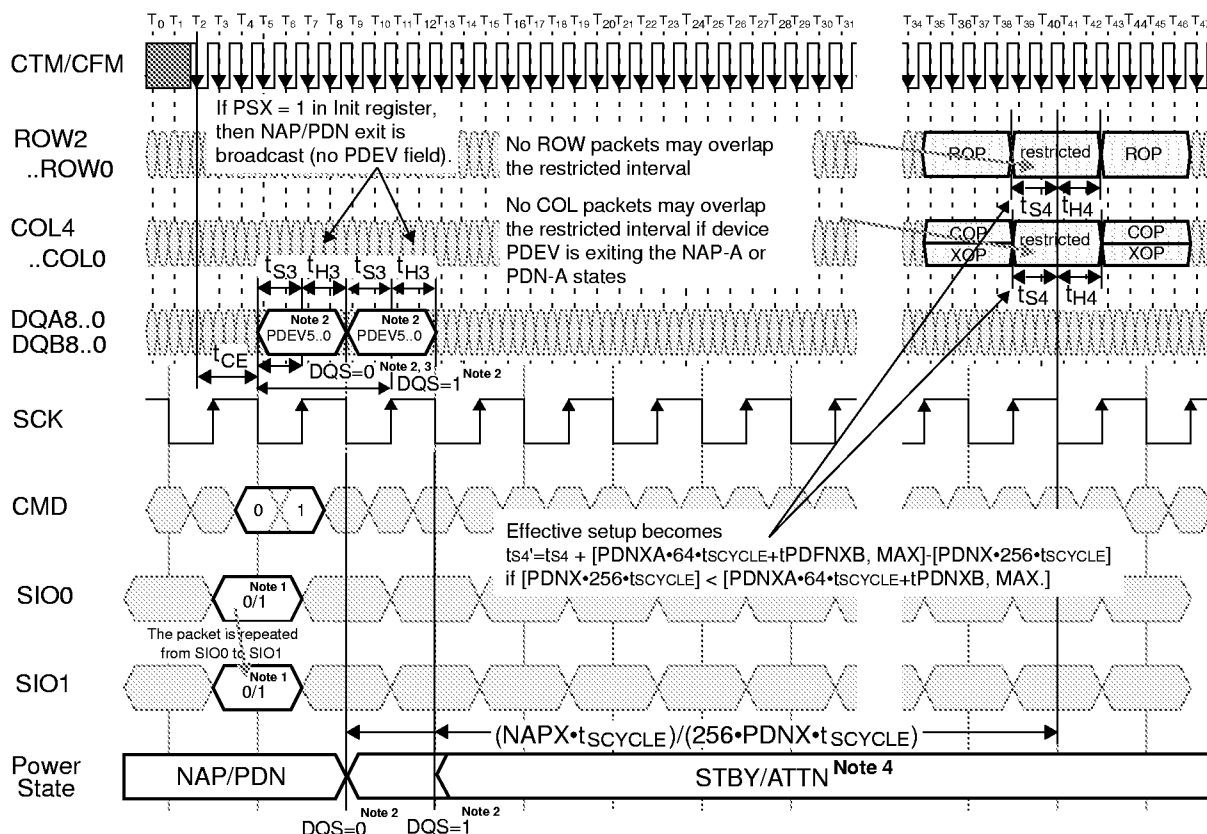 T0 T1 T2 T3 T4 T5 T6 T7 T8 T9 T10 T11 T12 T13 T14 T15 T16 T17 T18 T19 T20 T21 T22 T23 T24 T25 T26 T27 T28 T29 T30 T31 T34 T35 T36 T37 T38 T39 T40 T41 T42 T43 T44 T45 T46 T47
CTM/CFM
If PSX = 1 in Init register,
then NAP/PDN exit is
broadcast (no PDEV field).
ROW2
..ROW0
No ROW packets may overlap
the restricted interval
ROP restricted ROP
tS4 tH4
COL4
..COL0
No COL packets may overlap
the restricted interval if device
PDEV is exiting the NAP-A or
PDN-A states
COP restricted COP
XOP XOP
tS4 tH4
tS3 tH3 tS3 tH3
DQA8..0
DQB8..0
Note 2 Note 2
PDEV5..0 PDEV5..0
tCE
DQS=0 Note 2, 3
DQS=1 Note 2
SCK
CMD
0 1
Effective setup becomes
tS4'=tS4 + [PDNXA•64•tSCYCLE+tPDFNXB, MAX]-[PDNX•256•tSCYCLE]
if [PDNX•256•tSCYCLE] < [PDNXA•64•tSCYCLE+tPDNXB, MAX.]
SIO0
Note 1
0/1
The packet is repeated
from SIO0 to SIO1
SIO1
Note 1
0/1
(NAPX•tSCYCLE)/(256•PDNX•tSCYCLE)
Power
State
NAP/PDN
STBY/ATTN Note 4
DQS=0 Note 2
DQS=1 Note 2